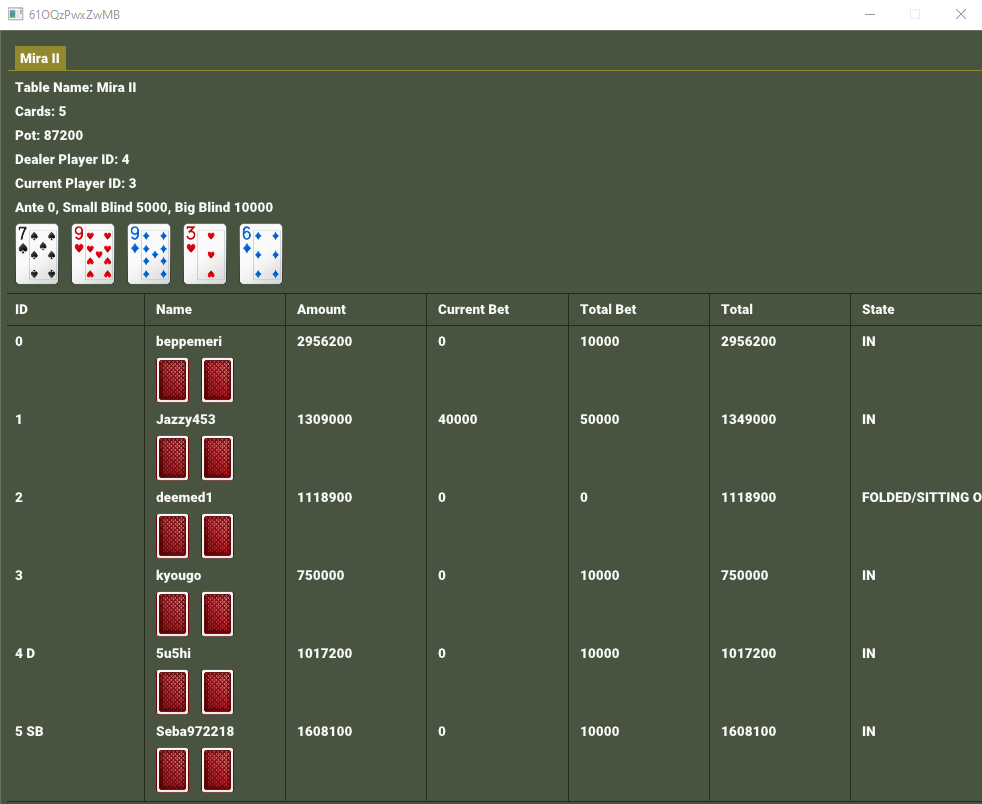 61OQzPwxZwMB
Mira II
Table Name: Mira II
Cards: 5
Pot: 87200
Dealer Player ID: 4
Current Player ID: 3
Ante 0, Small Blind 5000, Big Blind 10000
7 9 9 3 6
ID Name Amount Current Bet Total Bet Total State
0 beppemeri 2956200 0 10000 2956200 IN
1 Jazzy453 1309000 40000 50000 1349000 IN
2 deemed1 1118900 0 0 1118900 FOLDED/SITTING O
3 kyougo 750000 0 10000 750000 IN
4 D 5u5hi 1017200 0 10000 1017200 IN
5 SB Seba972218 1608100 0 10000 1608100 IN